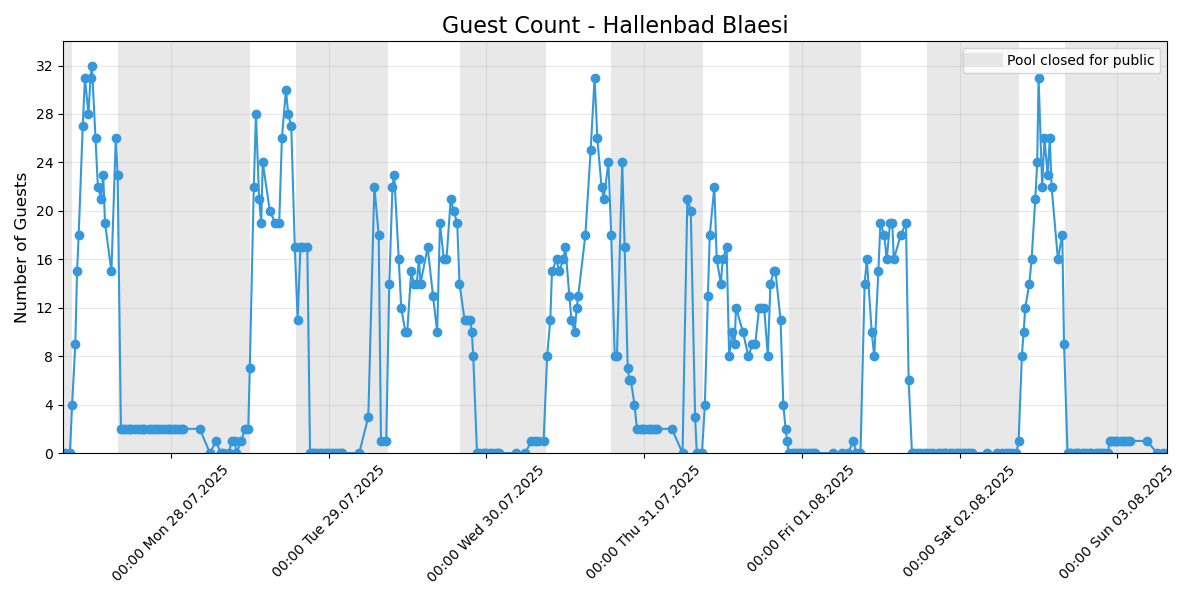 Guest Count - Hallenbad Blaesi
Pool closed for public
Number of Guests
32
28
24
20
16
12
8
4
0
00:00 Mon 28.07.2025
00:00 Tue 29.07.2025
00:00 Wed 30.07.2025
00:00 Thu 31.07.2025
00:00 Fri 01.08.2025
00:00 Sat 02.08.2025
00:00 Sun 03.08.2025